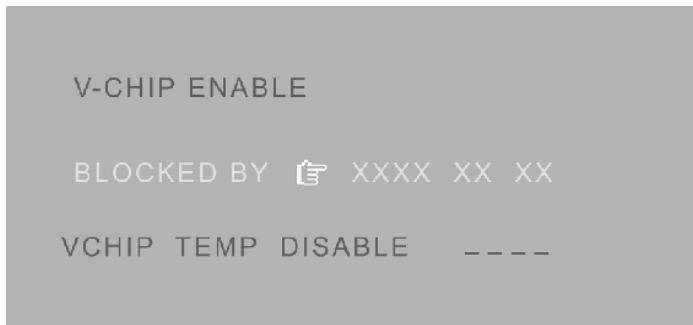 V-CHIP ENABLE
BLOCKED BY ☞ XXXX XX XX
VCHIP TEMP DISABLE _ _ _ _